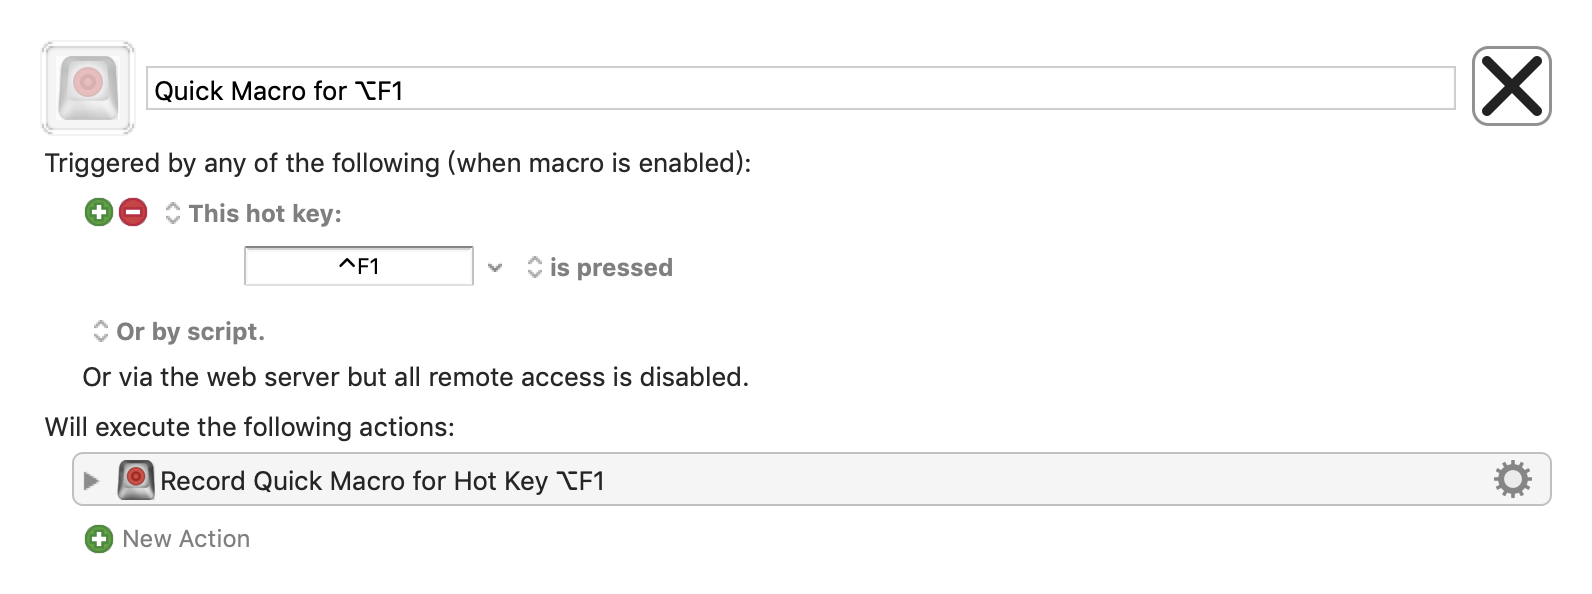 Quick Macro for ⌥F1
Triggered by any of the following (when macro is enabled):
This hot key:
^F1
is pressed
Or by script.
Or via the web server but all remote access is disabled.
Will execute the following actions:
Record Quick Macro for Hot Key ⌥F1
New Action